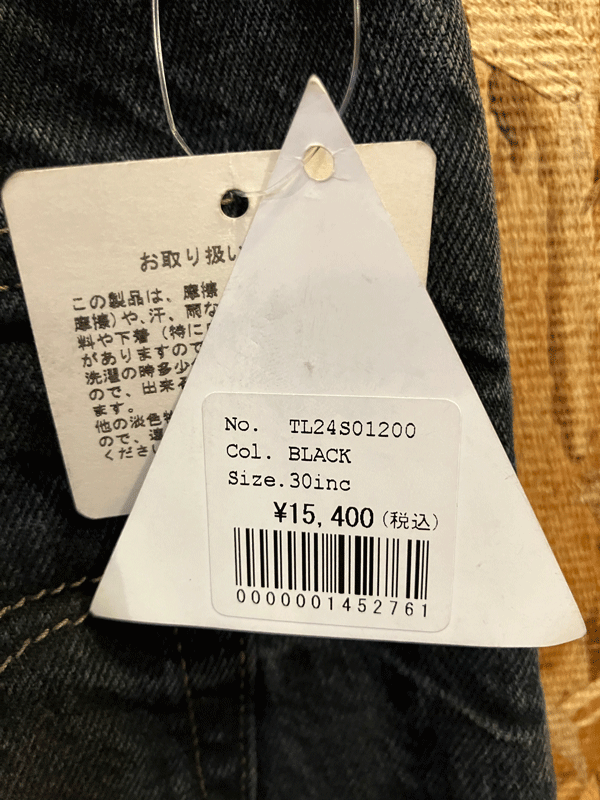 お取り扱い
この製品は、摩擦
摩擦)や、汗、雨な
料や下着(特に
がありますので
洗濯の時多少
ので、出来
ます。
他の淡色
ので、
くださ
No. TL24S01200
Col. BLACK
Size.30inc
¥15,400(税込)
0000001452761